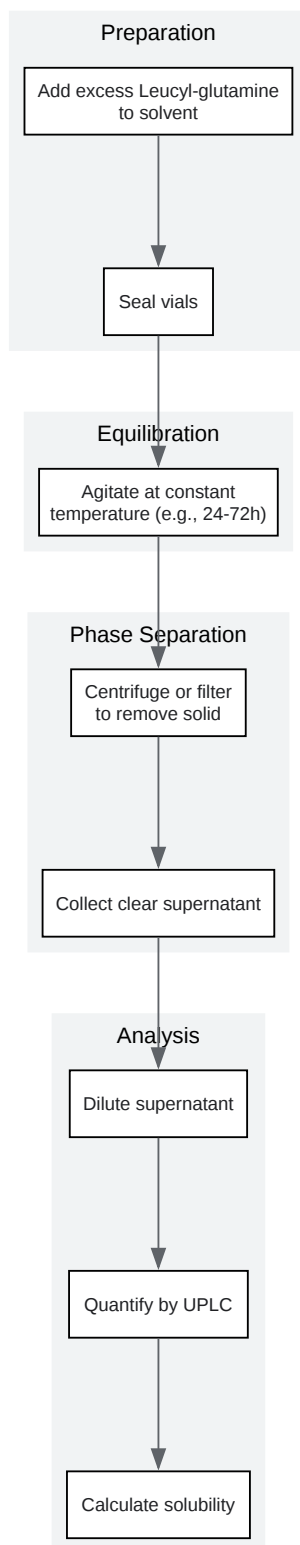 Preparation
Add excess Leucyl-glutamine
to solvent
Seal vials
Equilibration
Agitate at constant
temperature (e.g., 24-72h)
Phase Separation
Centrifuge or filter
to remove solid
Collect clear supernatant
Analysis
Dilute supernatant
Quantify by UPLC
Calculate solubility